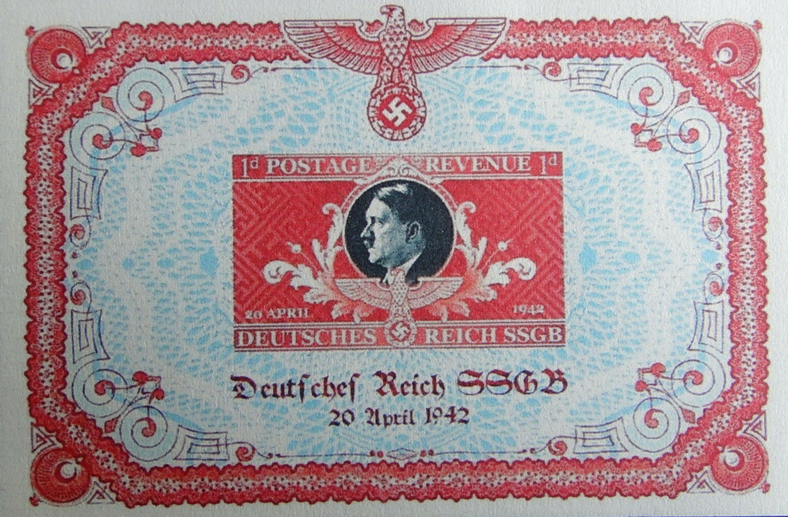 1ᵈ POSTAGE REVENUE 1ᵈ
20 APRIL 1942
DEUTSCHES REICH SSGB
Deutſcheſ Reich SSGB
20 April 1942